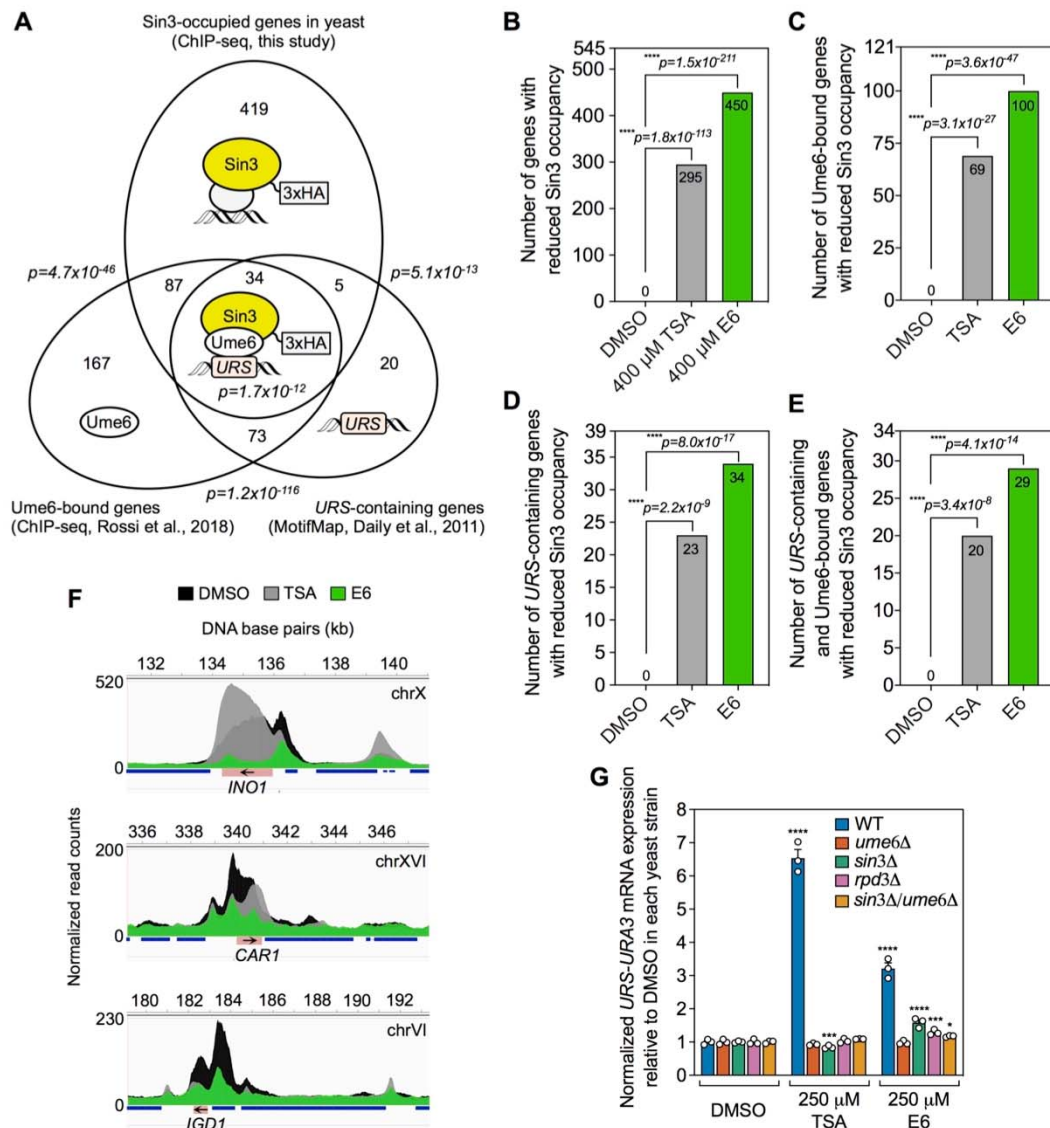 A
Sin3-occupied genes in yeast
(ChIP-seq, this study)
419
Sin3
3xHA
p=4.7x10-46
p=5.1x10-13
87
34
5
Sin3
Ume6
3xHA
URS
167
20
p=1.7x10-12
Ume6
URS
73
p=1.2x10-116
Ume6-bound genes
(ChIP-seq, Rossi et al., 2018)
URS-containing genes
(MotifMap, Daily et al., 2011)
B
Number of genes with
reduced Sin3 occupancy
545
500
400
300
200
100
0
****p=1.5x10-211
****p=1.8x10-113
0
295
450
DMSO
400 μM TSA
400 μM E6
C
Number of Ume6-bound genes
with reduced Sin3 occupancy
121
100
75
50
25
0
****p=3.6x10-47
****p=3.1x10-27
0
69
100
DMSO
TSA
E6
D
Number of URS-containing genes
with reduced Sin3 occupancy
39
35
30
25
20
15
10
5
0
****p=8.0x10-17
****p=2.2x10-9
0
23
34
DMSO
TSA
E6
E
Number of URS-containing
and Ume6-bound genes
with reduced Sin3 occupancy
34
30
25
20
15
10
5
0
****p=4.1x10-14
****p=3.4x10-8
0
20
29
DMSO
TSA
E6
F
DMSO TSA E6
DNA base pairs (kb)
Normalized read counts
132 134 136 138 140
520
chrX
0
INO1
336 338 340 342 344 346
200
chrXVI
0
CAR1
180 182 184 186 188 190 192
230
chrVI
0
IGD1
G
Normalized URS-URA3 mRNA expression
relative to DMSO in each yeast strain
8
7
6
5
4
3
2
1
0
WT
ume6Δ
sin3Δ
rpd3Δ
sin3Δ/ume6Δ
****
***
****
****
***
*
DMSO
250 μM
TSA
250 μM
E6